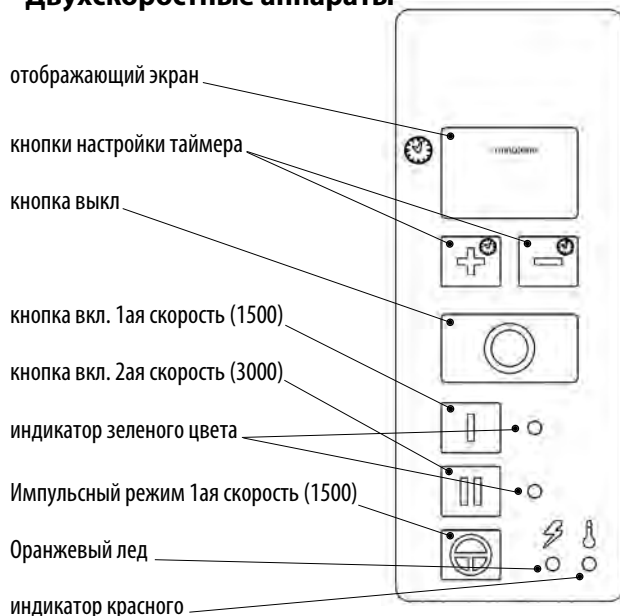 Двухскоростные аппараты
отображающий экран
кнопки настройки таймера
кнопка выкл
кнопка вкл. 1ая скорость (1500)
кнопка вкл. 2ая скорость (3000)
индикатор зеленого цвета
Импульсный режим 1ая скорость (1500)
Оранжевый лед
индикатор красного